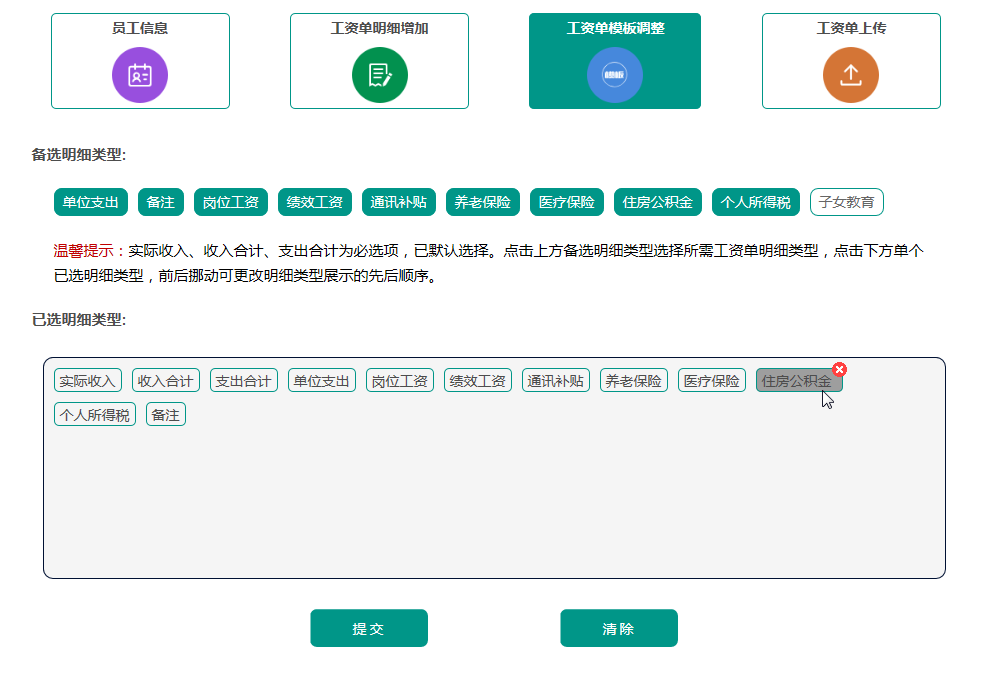 员工信息 工资单明细增加 工资单模板调整 工资单上传
模板
备选明细类型:
单位支出 备注 岗位工资 绩效工资 通讯补贴 养老保险 医疗保险 住房公积金 个人所得税 子女教育
温馨提示：实际收入、收入合计、支出合计为必选项，已默认选择。点击上方备选明细类型选择所需工资单明细类型，点击下方单个
已选明细类型，前后挪动可更改明细类型展示的先后顺序。
已选明细类型:
实际收入 收入合计 支出合计 单位支出 岗位工资 绩效工资 通讯补贴 养老保险 医疗保险 住房公积金
个人所得税 备注
提交 清除